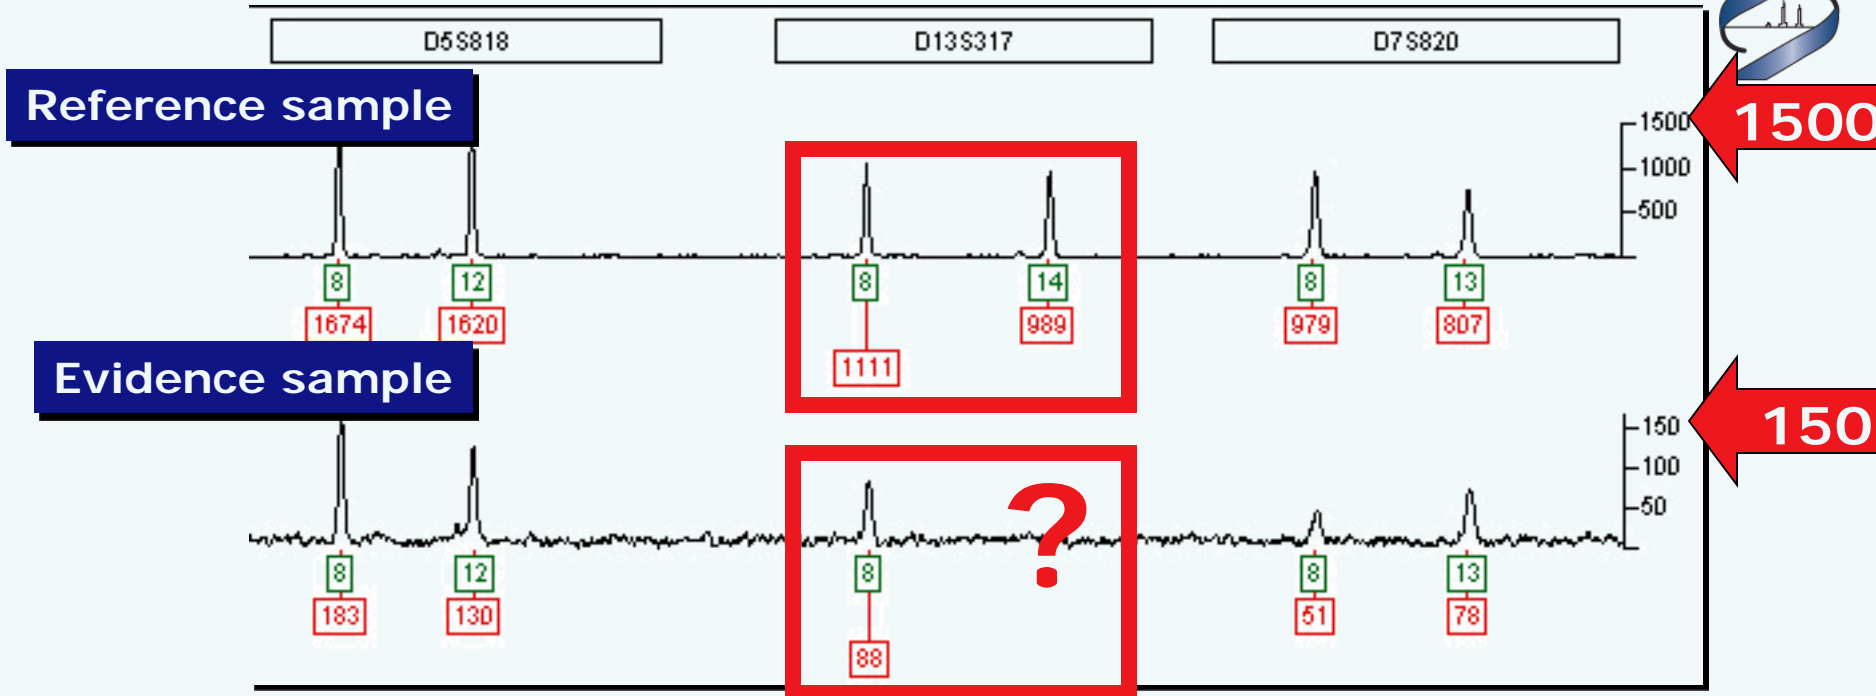 D5S818 D13S317 D7S820
Reference sample
1500 1500
1000
500
8 12 8 14 8 13
1674 1620 989 979 807
1111
Evidence sample
150 150
100
50
?
8 12 8 8 13
183 130 51 78
88